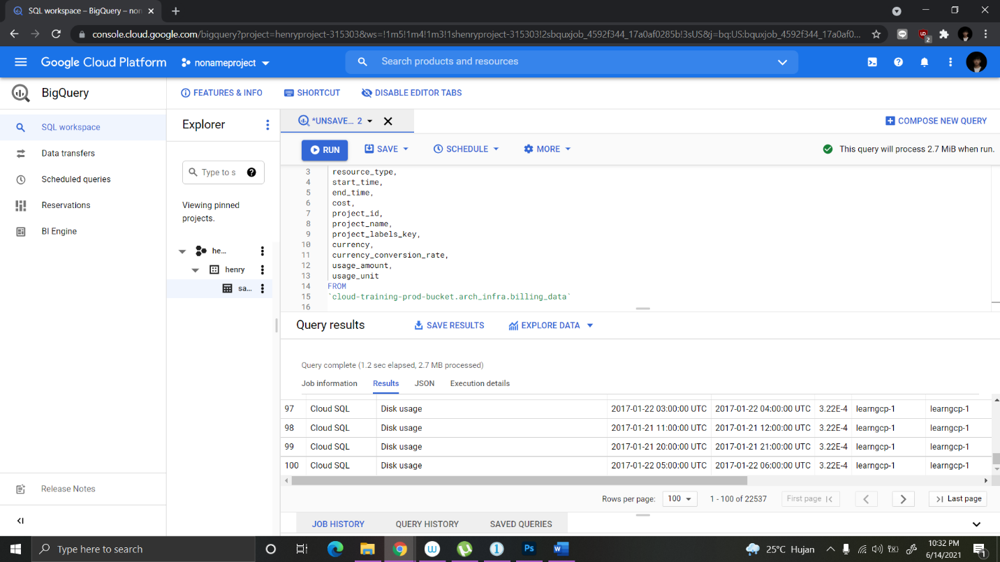 SQL workspace – BigQuery – non
console.cloud.google.com/bigquery?project=henryproject-315303&ws=!1m5!1m4!1m3!1shenryproject-315303!2sbquxjob_4592f344_17a0af0285b!3sUS&j=bq:US:bquxjob_4592f344_17a0af0...
UD
2
Google Cloud Platform
nonameproject
Search products and resources
BigQuery
FEATURES & INFO
SHORTCUT
DISABLE EDITOR TABS
SQL workspace
Data transfers
Scheduled queries
Reservations
BI Engine
Release Notes
Explorer
Type to s
Viewing pinned
projects.
he...
henry
sa...
*UNSAVE... 2
COMPOSE NEW QUERY
RUN
SAVE
SCHEDULE
MORE
This query will process 2.7 MiB when run.
3 resource_type,
4 start_time,
5 end_time,
6 cost,
7 project_id,
8 project_name,
9 project_labels_key,
10 currency,
11 currency_conversion_rate,
12 usage_amount,
13 usage_unit
14 FROM
15 `cloud-training-prod-bucket.arch_infra.billing_data`
16
Query results
SAVE RESULTS
EXPLORE DATA
Query complete (1.2 sec elapsed, 2.7 MB processed)
Job information Results JSON Execution details
97 Cloud SQL Disk usage 2017-01-22 03:00:00 UTC 2017-01-22 04:00:00 UTC 3.22E-4 learngcp-1 learngcp-1
98 Cloud SQL Disk usage 2017-01-21 11:00:00 UTC 2017-01-21 12:00:00 UTC 3.22E-4 learngcp-1 learngcp-1
99 Cloud SQL Disk usage 2017-01-21 20:00:00 UTC 2017-01-21 21:00:00 UTC 3.22E-4 learngcp-1 learngcp-1
100 Cloud SQL Disk usage 2017-01-22 05:00:00 UTC 2017-01-22 06:00:00 UTC 3.22E-4 learngcp-1 learngcp-1
Rows per page: 100 1 - 100 of 22537 First page Last page
JOB HISTORY QUERY HISTORY SAVED QUERIES
Type here to search
Ps
25°C Hujan
10:32 PM
6/14/2021
1